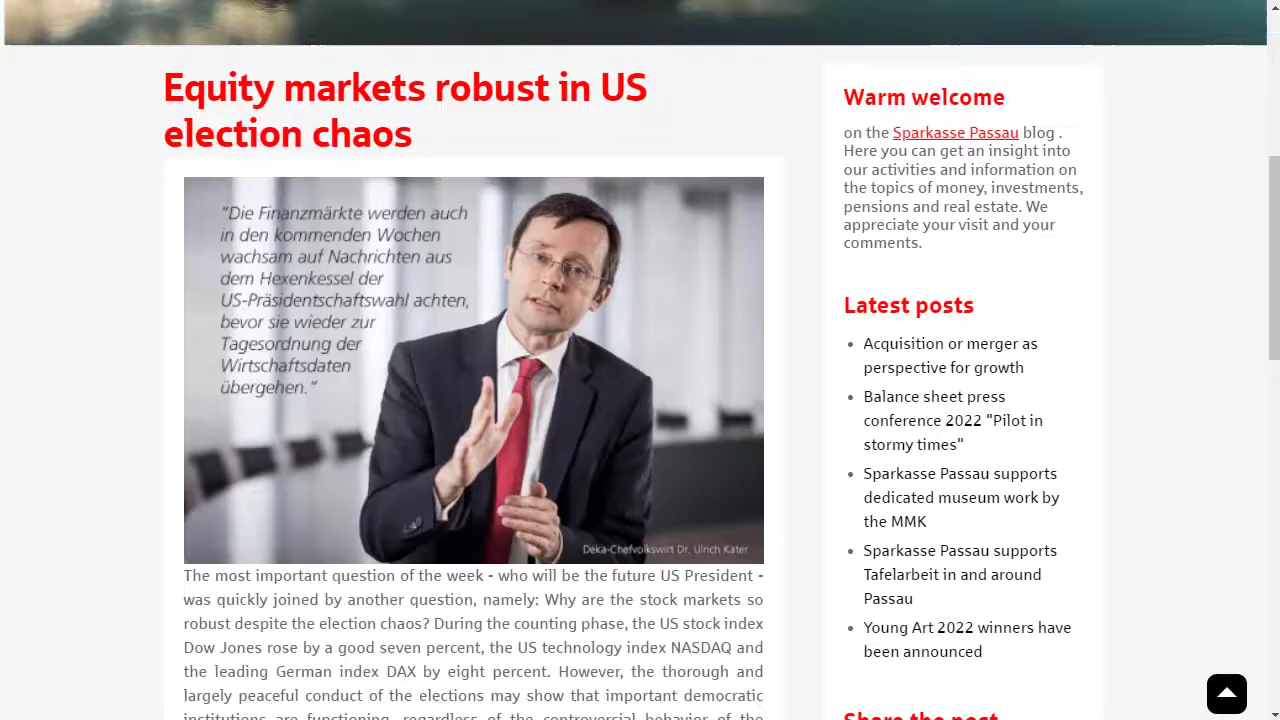 Equity markets robust in US
election chaos
"Die Finanzmärkte werden auch
in den kommenden Wochen
wachsam auf Nachrichten aus
dem Hexenkessel der
US-Präsidentschaftswahl achten,
bevor sie wieder zur
Tagesordnung der
Wirtschaftsdaten
übergehen."
Deka-Chefvolkswirt Dr. Ulrich Kater
The most important question of the week - who will be the future US President -
was quickly joined by another question, namely: Why are the stock markets so
robust despite the election chaos? During the counting phase, the US stock index
Dow Jones rose by a good seven percent, the US technology index NASDAQ and
the leading German index DAX by eight percent. However, the thorough and
largely peaceful conduct of the elections may show that important democratic
institutions are functioning, regardless of the controversial behavior of the
Warm welcome
on the Sparkasse Passau blog .
Here you can get an insight into
our activities and information on
the topics of money, investments,
pensions and real estate. We
appreciate your visit and your
comments.
Latest posts
Acquisition or merger as
perspective for growth
Balance sheet press
conference 2022 "Pilot in
stormy times"
Sparkasse Passau supports
dedicated museum work by
the MMK
Sparkasse Passau supports
Tafelarbeit in and around
Passau
Young Art 2022 winners have
been announced
Share the post